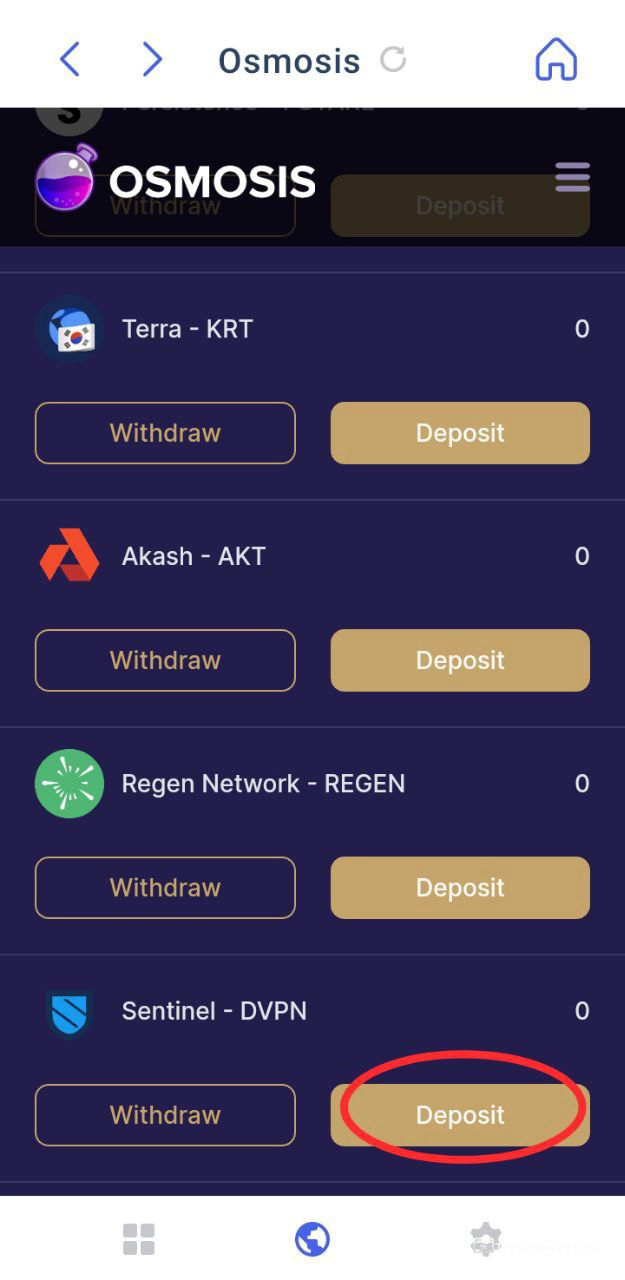 Osmosis
OSMOSIS
Withdraw
Deposit
Terra - KRT
0
Withdraw
Deposit
Akash - AKT
0
Withdraw
Deposit
Regen Network - REGEN
0
Withdraw
Deposit
Sentinel - DVPN
0
Withdraw
Deposit